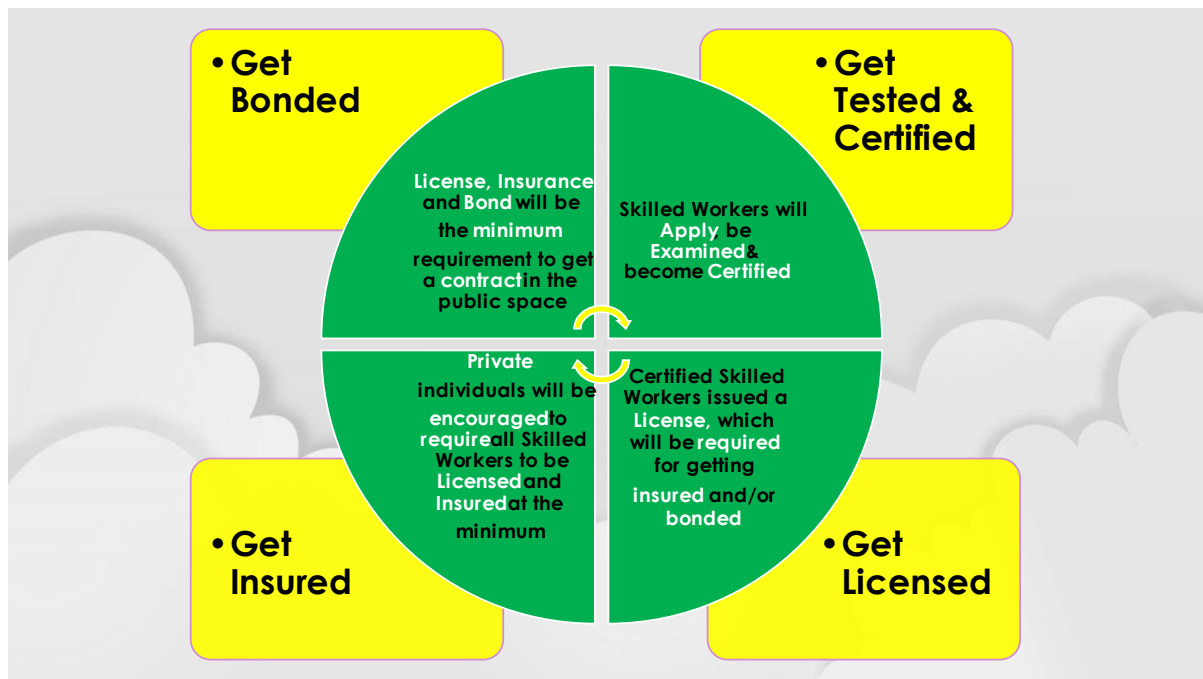 • Get
Bonded
• Get
Tested &
Certified
License, Insurance
and Bond will be
the minimum
requirement to get
a contract in the
public space
Skilled Workers will
Apply, be
Examined &
become Certified
Private
individuals will be
encouraged to
require all Skilled
Workers to be
Licensed and
Insured at the
minimum
Certified Skilled
Workers issued a
License, which
will be required
for getting
insured and/or
bonded
• Get
Insured
• Get
Licensed